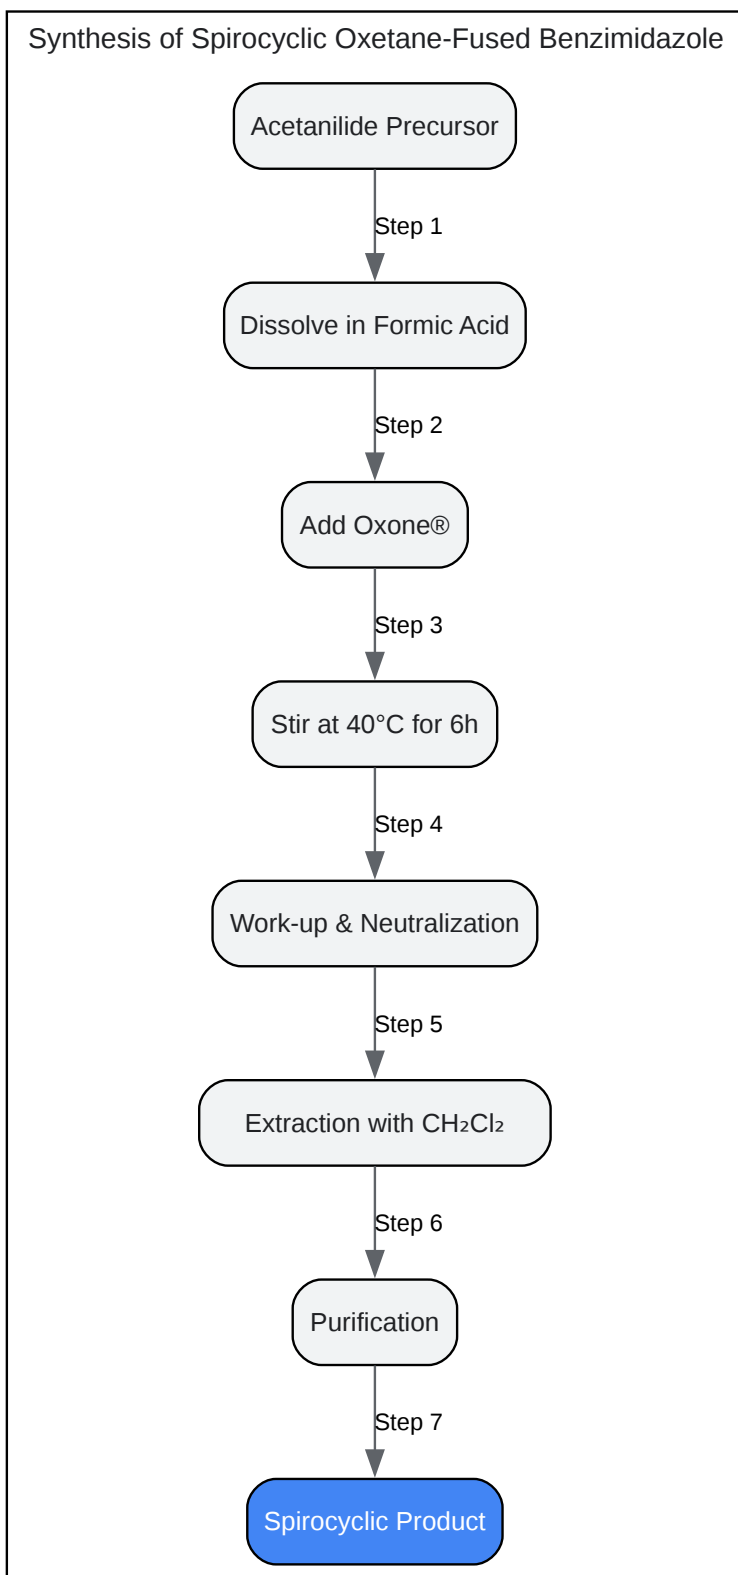 Synthesis of Spirocyclic Oxetane-Fused Benzimidazole
Acetanilide Precursor
Step 1
Dissolve in Formic Acid
Step 2
Add Oxone®
Step 3
Stir at 40°C for 6h
Step 4
Work-up & Neutralization
Step 5
Extraction with CH₂Cl₂
Step 6
Purification
Step 7
Spirocyclic Product